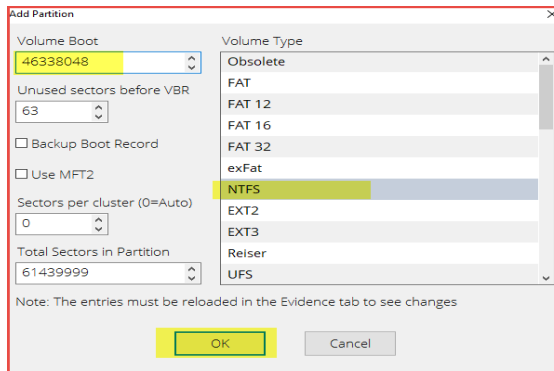 Add Partition
Volume Boot
46338048
Unused sectors before VBR
63
Backup Boot Record
Use MFT2
Sectors per cluster (0=Auto)
0
Total Sectors in Partition
61439999
Volume Type
Obsolete
FAT
FAT 12
FAT 16
FAT 32
exFat
NTFS
EXT2
EXT3
Reiser
UFS
Note: The entries must be reloaded in the Evidence tab to see changes
OK
Cancel